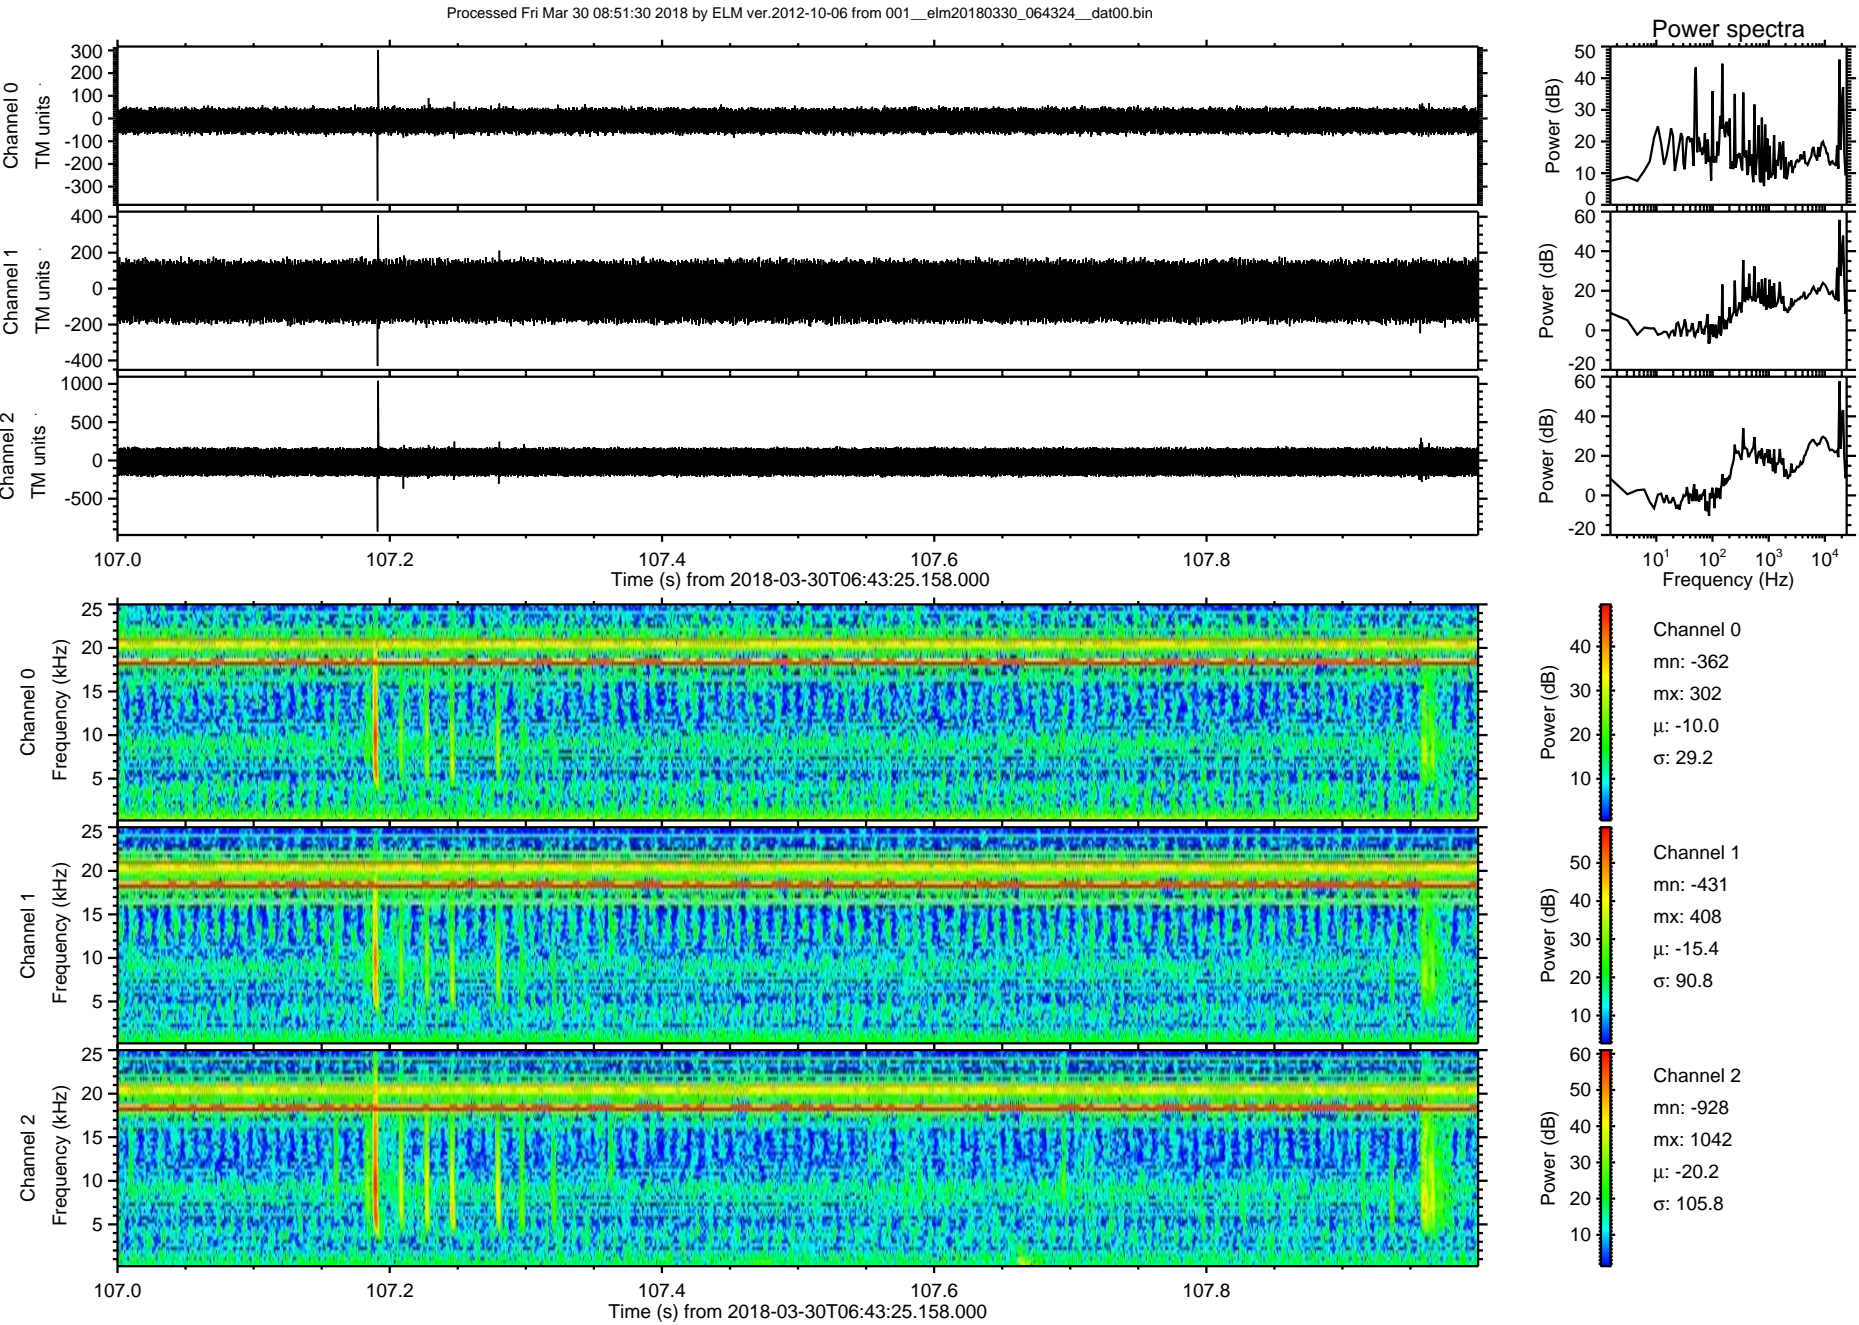 Processed Fri Mar 30 08:51:30 2018 by ELM ver.2012-10-06 from 001__elm20180330_064324__dat00.bin
Power spectra
Channel 0
TM units
300
200
100
0
-100
-200
-300
Power (dB)
50
40
30
20
10
0
Channel 1
TM units
400
200
0
-200
-400
Power (dB)
60
40
20
0
-20
Channel 2
TM units
1000
500
0
-500
Power (dB)
60
40
20
0
-20
107.0 107.2 107.4 107.6 107.8
Time (s) from 2018-03-30T06:43:25.158.000
10¹ 10² 10³ 10⁴
Frequency (Hz)
Channel 0
Frequency (kHz)
25
20
15
10
5
Power (dB)
40
30
20
10
Channel 0
mn: -362
mx: 302
µ: -10.0
σ: 29.2
Channel 1
Frequency (kHz)
25
20
15
10
5
Power (dB)
50
40
30
20
10
Channel 1
mn: -431
mx: 408
µ: -15.4
σ: 90.8
Channel 2
Frequency (kHz)
25
20
15
10
5
Power (dB)
60
50
40
30
20
10
Channel 2
mn: -928
mx: 1042
µ: -20.2
σ: 105.8
107.0 107.2 107.4 107.6 107.8
Time (s) from 2018-03-30T06:43:25.158.000